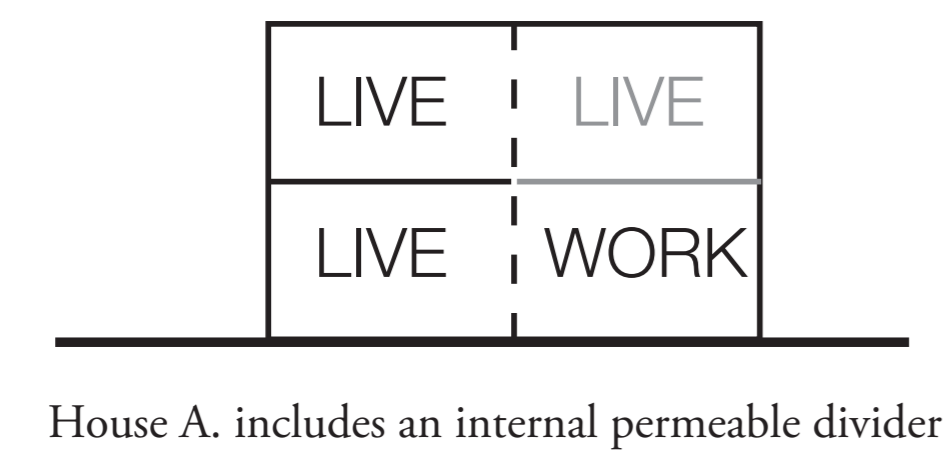 LIVE LIVE
LIVE WORK
House A. includes an internal permeable divider